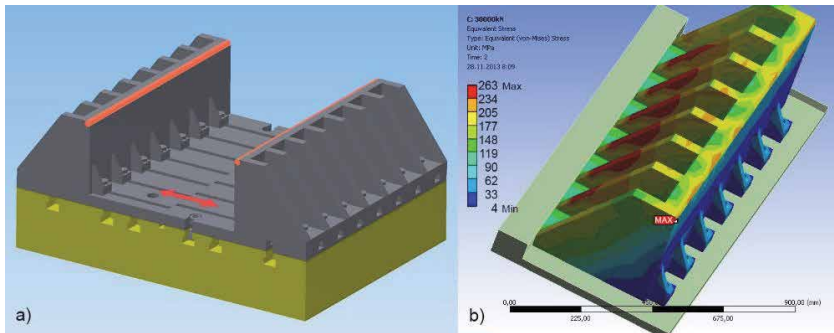 a)
C: 30000kN
Equivalent Stress
Type: Equivalent (von-Mises) Stress
Unit: MPa
Time: 2
28.11.2013 8:09
263 Max
234
205
177
148
119
90
62
33
4 Min
MAX
0,00
900,00 (mm)
225,00
675,00
b)